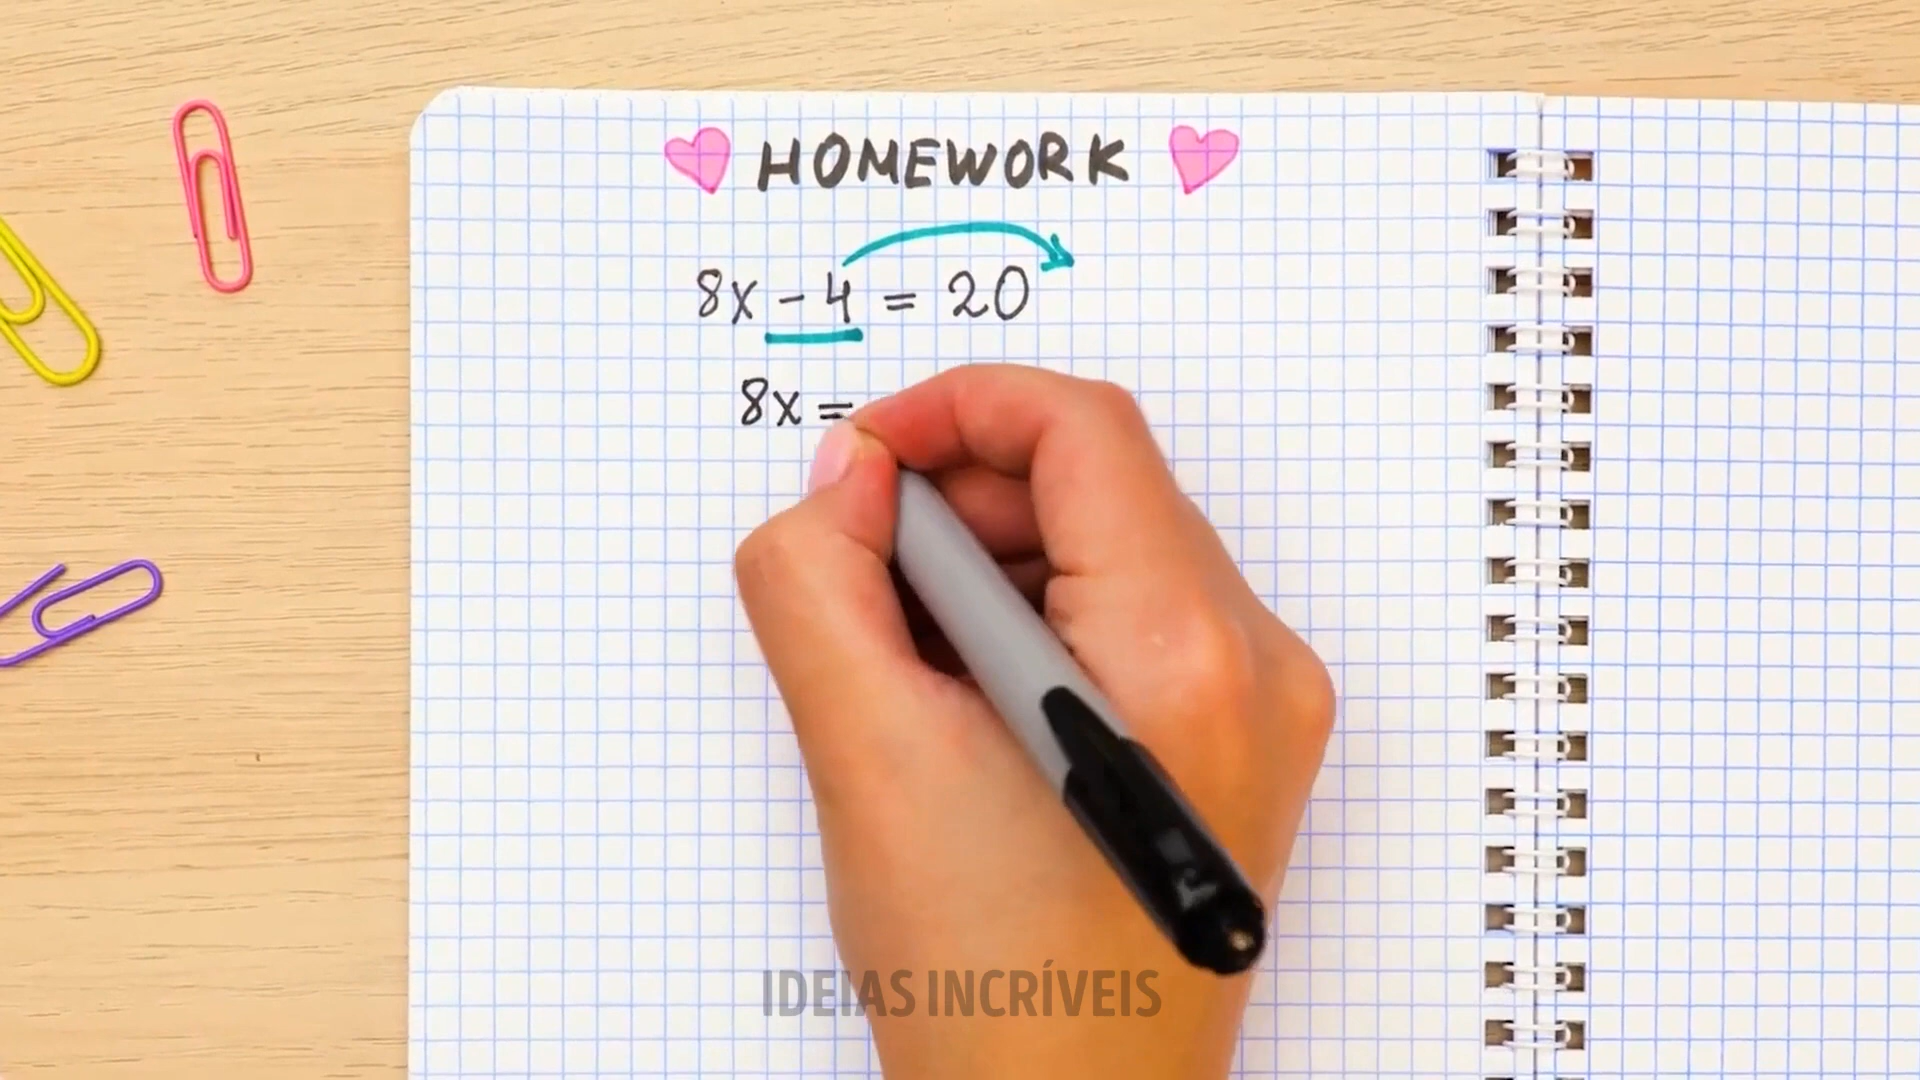 HOMEWORK
8x - 4 = 20
8x =
IDEIAS INCRÍVEIS